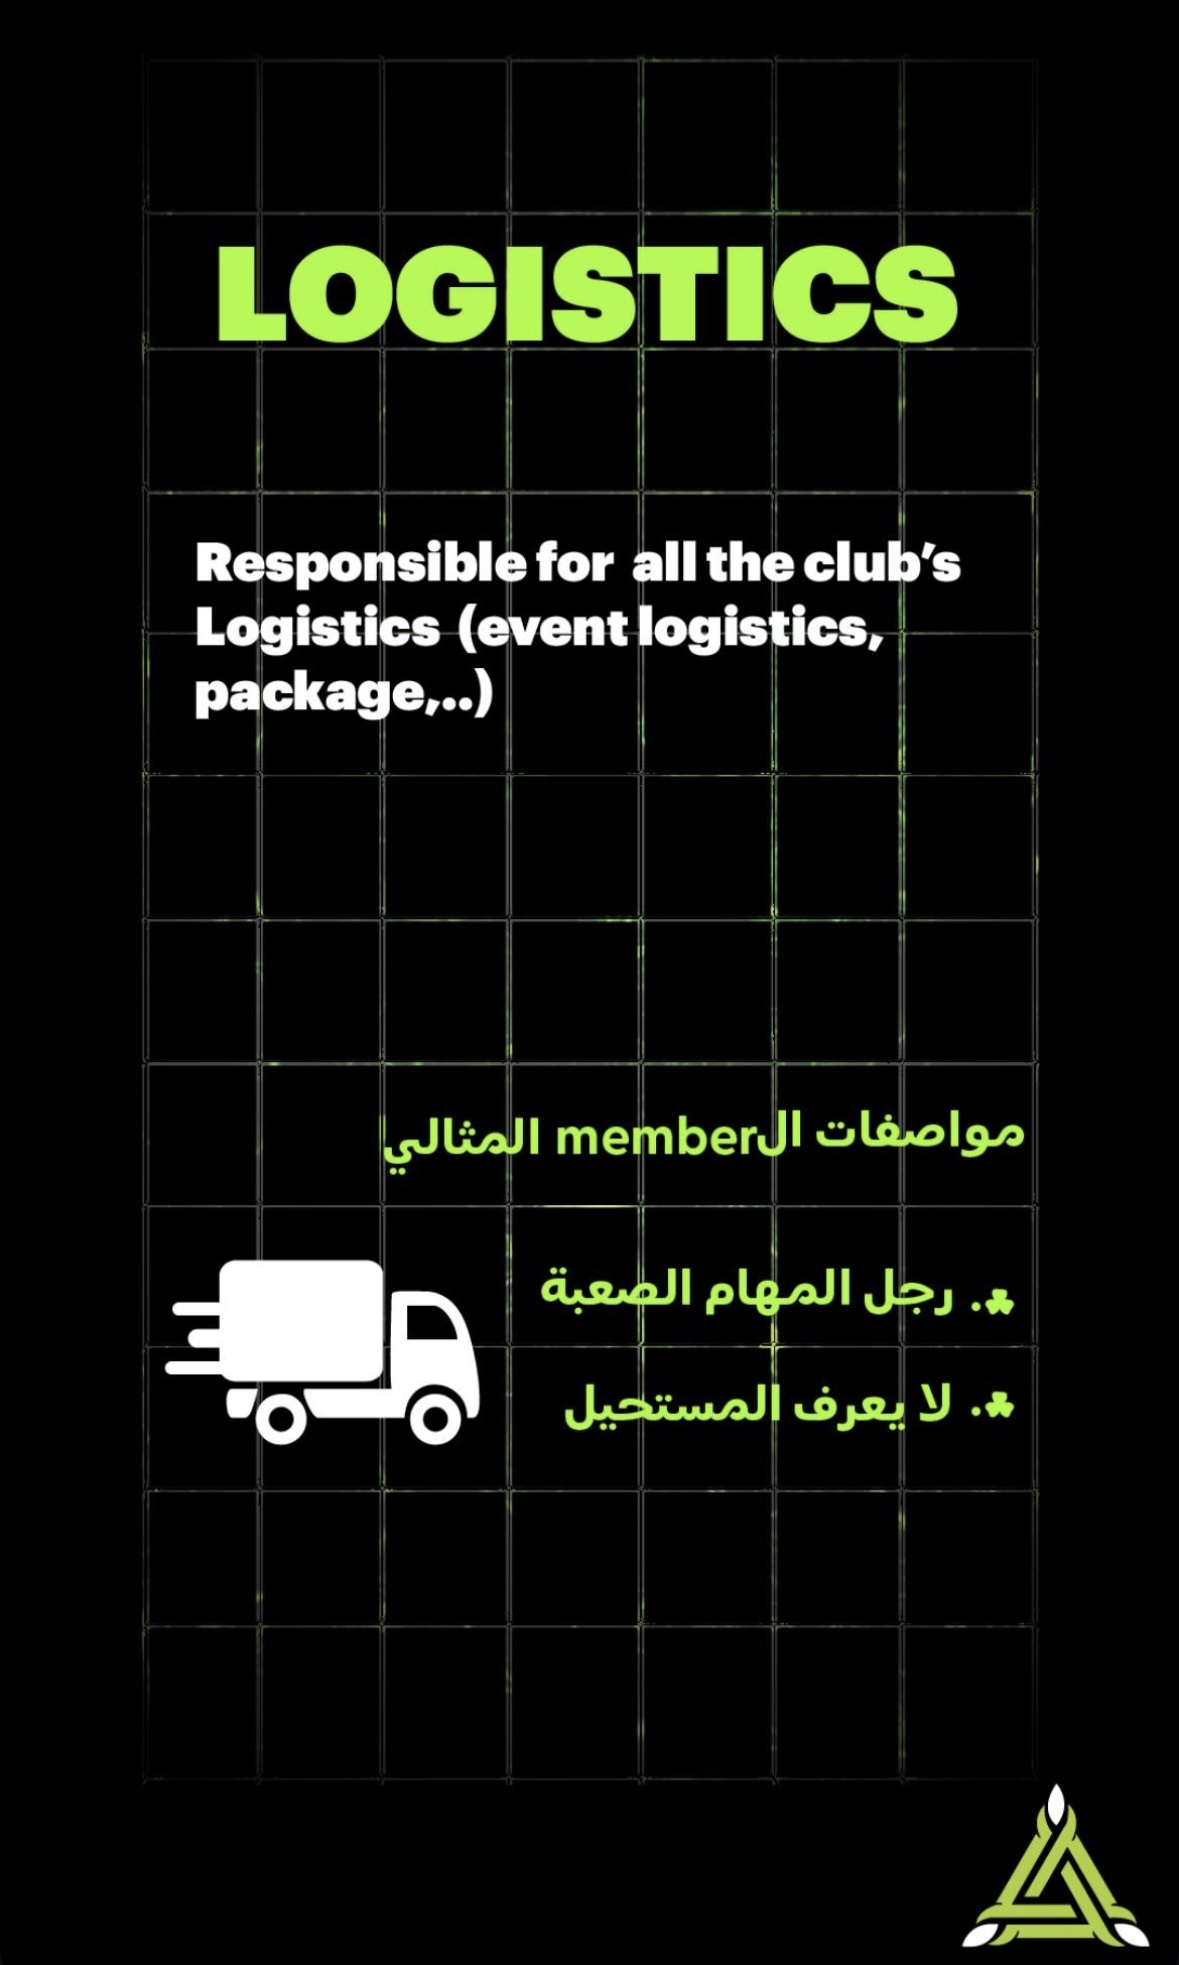 LOGISTICS
Responsible for all the club’s
Logistics (event logistics,
package,..)
مواصفات الmember المثالي
☘. رجل المهام الصعبة
☘. لا يعرف المستحيل